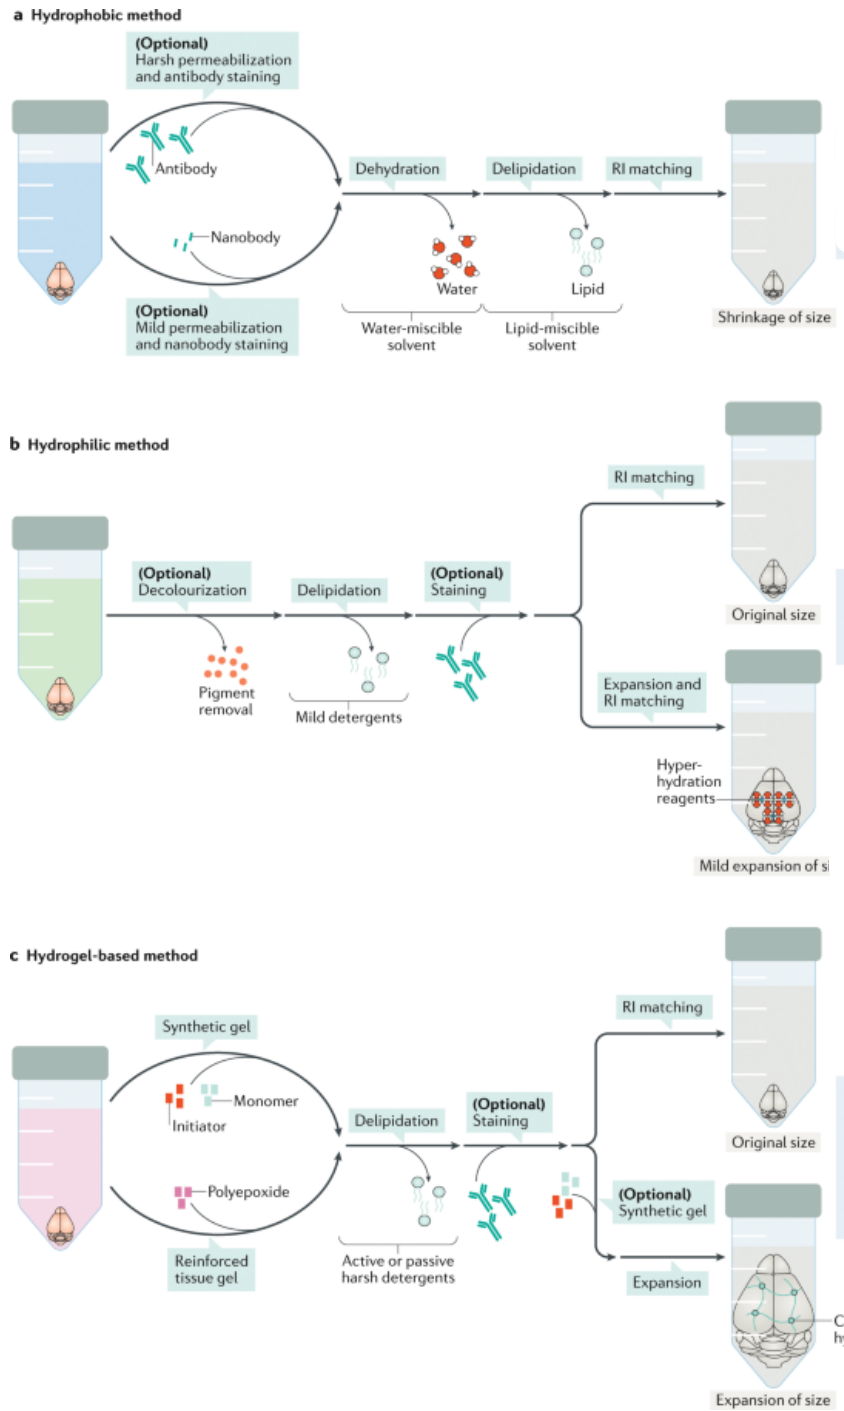 a Hydrophobic method
(Optional)
Harsh permeabilization
and antibody staining
Antibody
Nanobody
(Optional)
Mild permeabilization
and nanobody staining
Dehydration
Delipidation
RI matching
Water
Lipid
Water-miscible
solvent
Lipid-miscible
solvent
Shrinkage of size
b Hydrophilic method
(Optional)
Decolourization
Delipidation
(Optional)
Staining
RI matching
Original size
Pigment
removal
Mild detergents
Expansion and
RI matching
Hyper-
hydration
reagents
Mild expansion of si
c Hydrogel-based method
Synthetic gel
Initiator
Monomer
Polyepoxide
Reinforced
tissue gel
Delipidation
(Optional)
Staining
Active or passive
harsh detergents
RI matching
Original size
(Optional)
Synthetic gel
Expansion
C
hy
Expansion of size